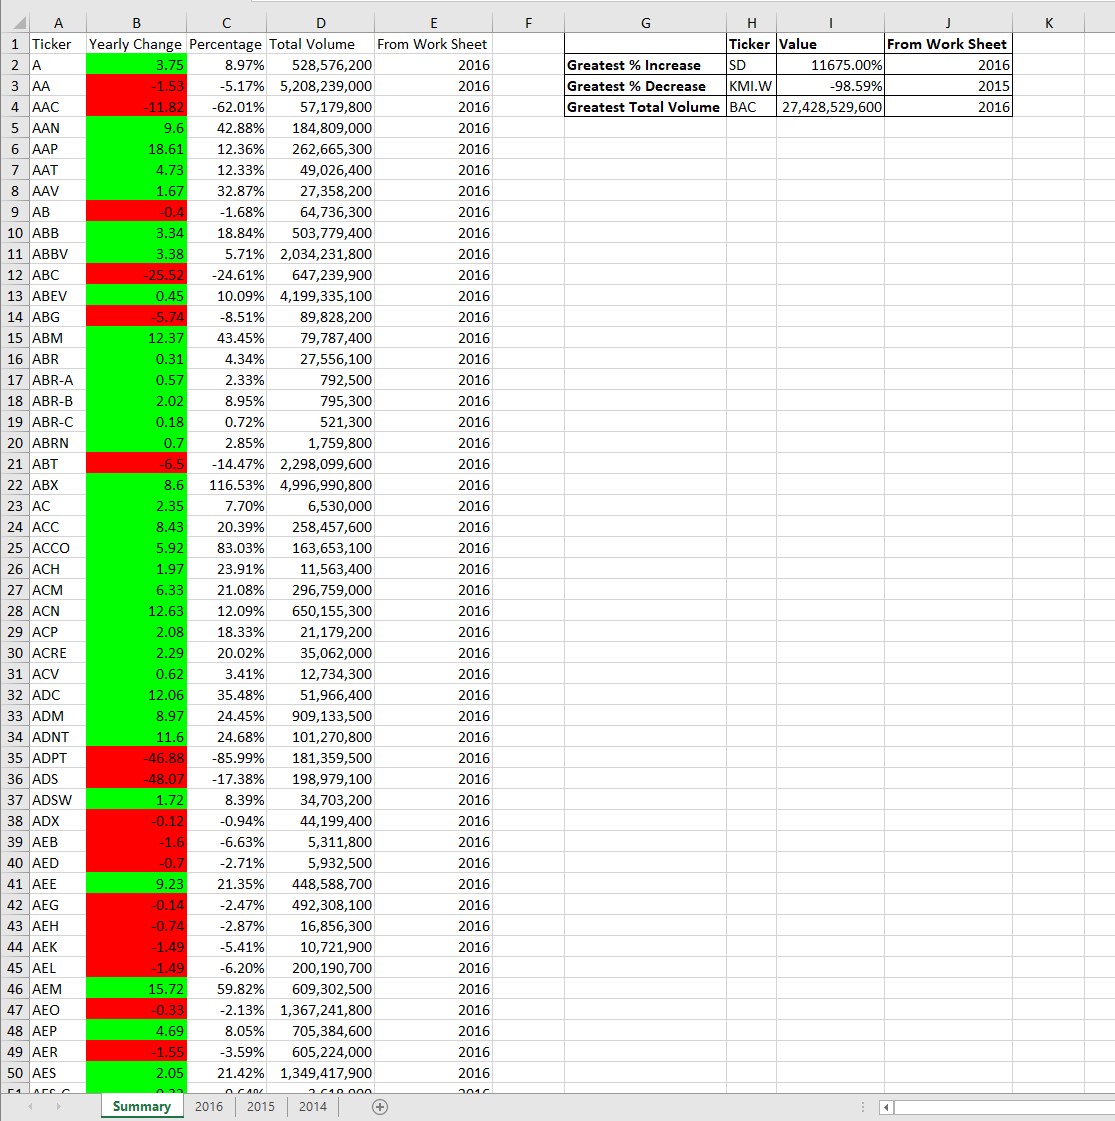 A B C D E F G H I J K
1 Ticker Yearly Change Percentage Total Volume From Work Sheet Ticker Value From Work Sheet
2 A 3.75 8.97% 528,576,200 2016 Greatest % Increase SD 11675.00% 2016
3 AA -1.53 -5.17% 5,208,239,000 2016 Greatest % Decrease KMI.W -98.59% 2015
4 AAC -11.82 -62.01% 57,179,800 2016 Greatest Total Volume BAC 27,428,529,600 2016
5 AAN 9.6 42.88% 184,809,000 2016
6 AAP 18.61 12.36% 262,665,300 2016
7 AAT 4.73 12.33% 49,026,400 2016
8 AAV 1.67 32.87% 27,358,200 2016
9 AB -0.4 -1.68% 64,736,300 2016
10 ABB 3.34 18.84% 503,779,400 2016
11 ABBV 3.38 5.71% 2,034,231,800 2016
12 ABC -25.52 -24.61% 647,239,900 2016
13 ABEV 0.45 10.09% 4,199,335,100 2016
14 ABG -5.74 -8.51% 89,828,200 2016
15 ABM 12.37 43.45% 79,787,400 2016
16 ABR 0.31 4.34% 27,556,100 2016
17 ABR-A 0.57 2.33% 792,500 2016
18 ABR-B 2.02 8.95% 795,300 2016
19 ABR-C 0.18 0.72% 521,300 2016
20 ABRN 0.7 2.85% 1,759,800 2016
21 ABT -6.5 -14.47% 2,298,099,600 2016
22 ABX 8.6 116.53% 4,996,990,800 2016
23 AC 2.35 7.70% 6,530,000 2016
24 ACC 8.43 20.39% 258,457,600 2016
25 ACCO 5.92 83.03% 163,653,100 2016
26 ACH 1.97 23.91% 11,563,400 2016
27 ACM 6.33 21.08% 296,759,000 2016
28 ACN 12.63 12.09% 650,155,300 2016
29 ACP 2.08 18.33% 21,179,200 2016
30 ACRE 2.29 20.02% 35,062,000 2016
31 ACV 0.62 3.41% 12,734,300 2016
32 ADC 12.06 35.48% 51,966,400 2016
33 ADM 8.97 24.45% 909,133,500 2016
34 ADNT 11.6 24.68% 101,270,800 2016
35 ADPT -46.88 -85.99% 181,359,500 2016
36 ADS -48.07 -17.38% 198,979,100 2016
37 ADSW 1.72 8.39% 34,703,200 2016
38 ADX -0.12 -0.94% 44,199,400 2016
39 AEB -1.6 -6.63% 5,311,800 2016
40 AED -0.7 -2.71% 5,932,500 2016
41 AEE 9.23 21.35% 448,588,700 2016
42 AEG -0.14 -2.47% 492,308,100 2016
43 AEH -0.74 -2.87% 16,856,300 2016
44 AEK -1.49 -5.41% 10,721,900 2016
45 AEL -1.49 -6.20% 200,190,700 2016
46 AEM 15.72 59.82% 609,302,500 2016
47 AEO -0.33 -2.13% 1,367,241,800 2016
48 AEP 4.69 8.05% 705,384,600 2016
49 AER -1.55 -3.59% 605,224,000 2016
50 AES 2.05 21.42% 1,349,417,900 2016
Summary 2016 2015 2014